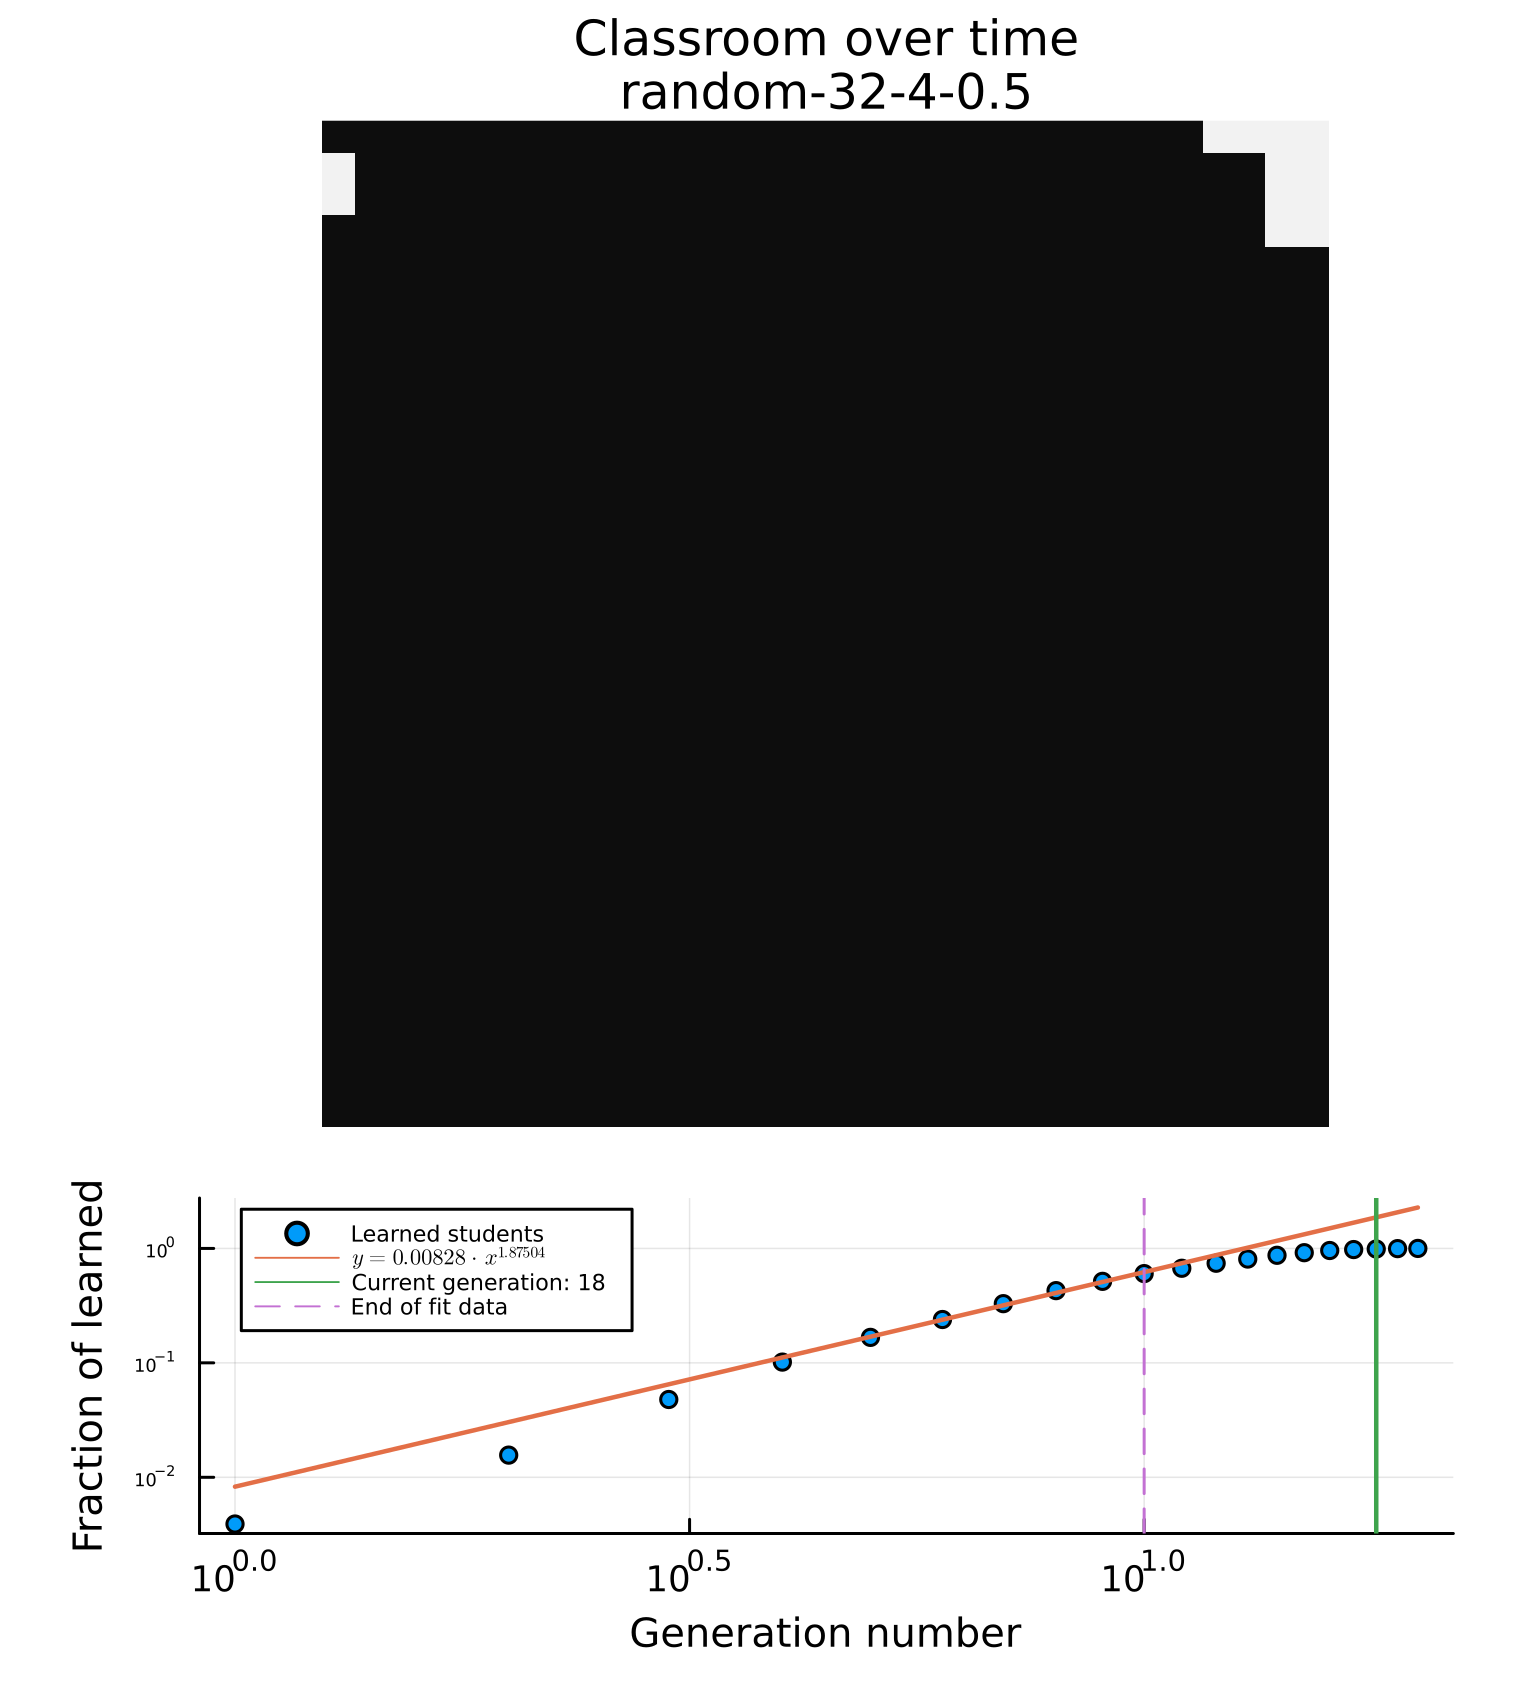 Classroom over time
random-32-4-0.5
Fraction of learned
10⁰
10⁻¹
10⁻²
Learned students
y = 0.00828 · x^1.87504
Current generation: 18
End of fit data
10^0.0
10^0.5
10^1.0
Generation number